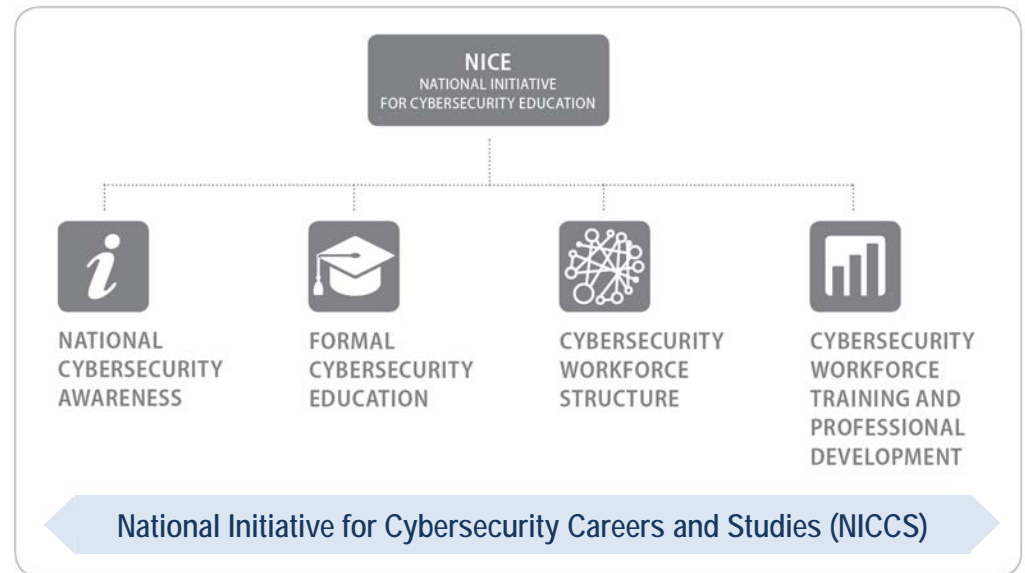 NICE
NATIONAL INITIATIVE
FOR CYBERSECURITY EDUCATION
NATIONAL
CYBERSECURITY
AWARENESS
FORMAL
CYBERSECURITY
EDUCATION
CYBERSECURITY
WORKFORCE
STRUCTURE
CYBERSECURITY
WORKFORCE
TRAINING AND
PROFESSIONAL
DEVELOPMENT
National Initiative for Cybersecurity Careers and Studies (NICCS)